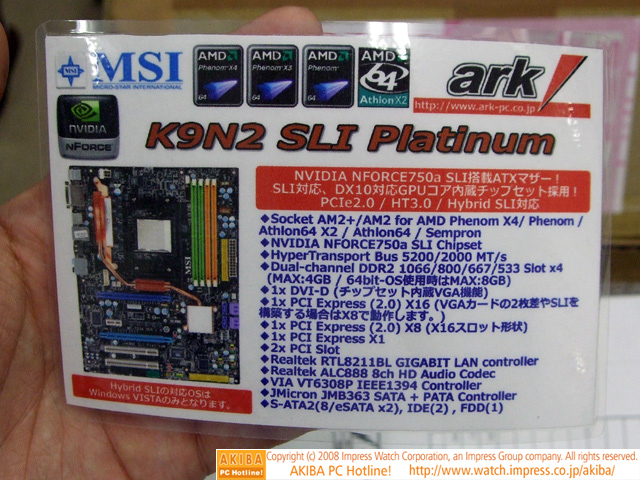 MSI
MICRO-STAR INTERNATIONAL
AMD Phenom X4 64
AMD Phenom X3 64
AMD Phenom 64
AMD 64 Athlon X2
ark!
http://www.ark-pc.co.jp/
NVIDIA
nFORCE
K9N2 SLI Platinum
NVIDIA NFORCE750a SLI搭載ATXマザー!
SLI対応、DX10対応GPUコア内蔵チップセット採用!
PCIe2.0 / HT3.0 / Hybrid SLI対応
◆Socket AM2+/AM2 for AMD Phenom X4/ Phenom /
Athlon64 X2 / Athlon64 / Sempron
◆NVIDIA NFORCE750a SLI Chipset
◆HyperTransport Bus 5200/2000 MT/s
◆Dual-channel DDR2 1066/800/667/533 Slot x4
(MAX:4GB / 64bit-OS使用時はMAX:8GB)
◆1x DVI-D (チップセット内蔵VGA機能)
◆1x PCI Express (2.0) X16 (VGAカードの2枚差やSLIを
構築する場合はX8で動作します。)
◆1x PCI Express (2.0) X8 (X16スロット形状)
◆1x PCI Express X1
◆2x PCI Slot
◆Realtek RTL8211BL GIGABIT LAN controller
◆Realtek ALC888 8ch HD Audio Codec
◆VIA VT6308P IEEE1394 Controller
◆JMicron JMB363 SATA + PATA Controller
◆S-ATA2(8/eSATA x2), IDE(2) , FDD(1)
MSI
Hybrid SLIの対応OSは
Windows VISTAのみとなります。
AKIBA
PC Hotline!
Copyright (c) 2008 Impress Watch Corporation, an Impress Group company. All rights reserved.
AKIBA PC Hotline! http://www.watch.impress.co.jp/akiba/